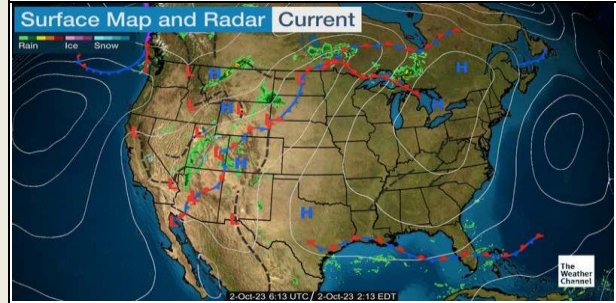 Surface Map and Radar Current
Rain Ice Snow
L
H
H
L
H
L
H
H
L
L
L
L
L
H
L
L
L
H
L
L
The
Weather
Channel
2-Oct-23 6:13 UTC / 2-Oct-23 2:13 EDT